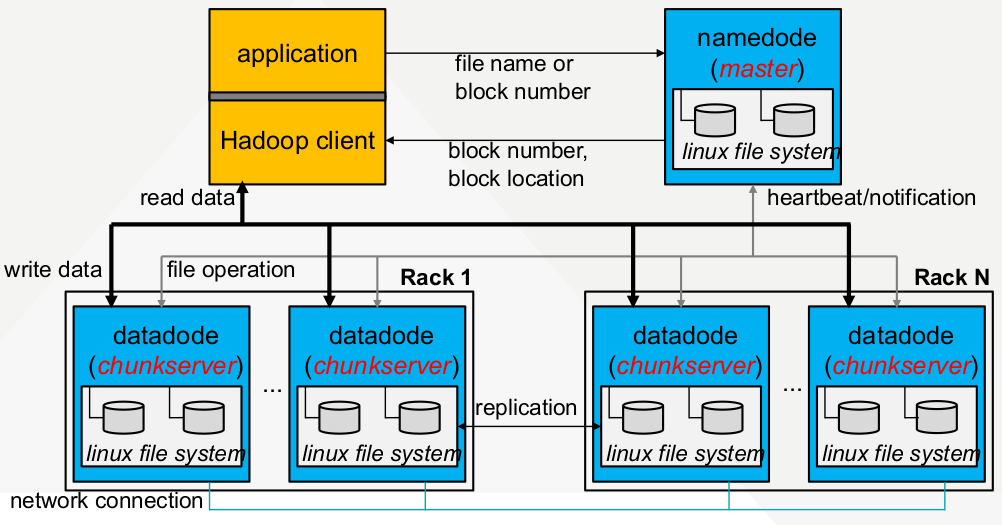 application
Hadoop client
file name or
block number
block number,
block location
namedode
(master)
linux file system
read data
heartbeat/notification
write data
file operation
Rack 1
Rack N
datadode
(chunkserver)
linux file system
...
datadode
(chunkserver)
linux file system
replication
datadode
(chunkserver)
linux file system
...
datadode
(chunkserver)
linux file system
network connection